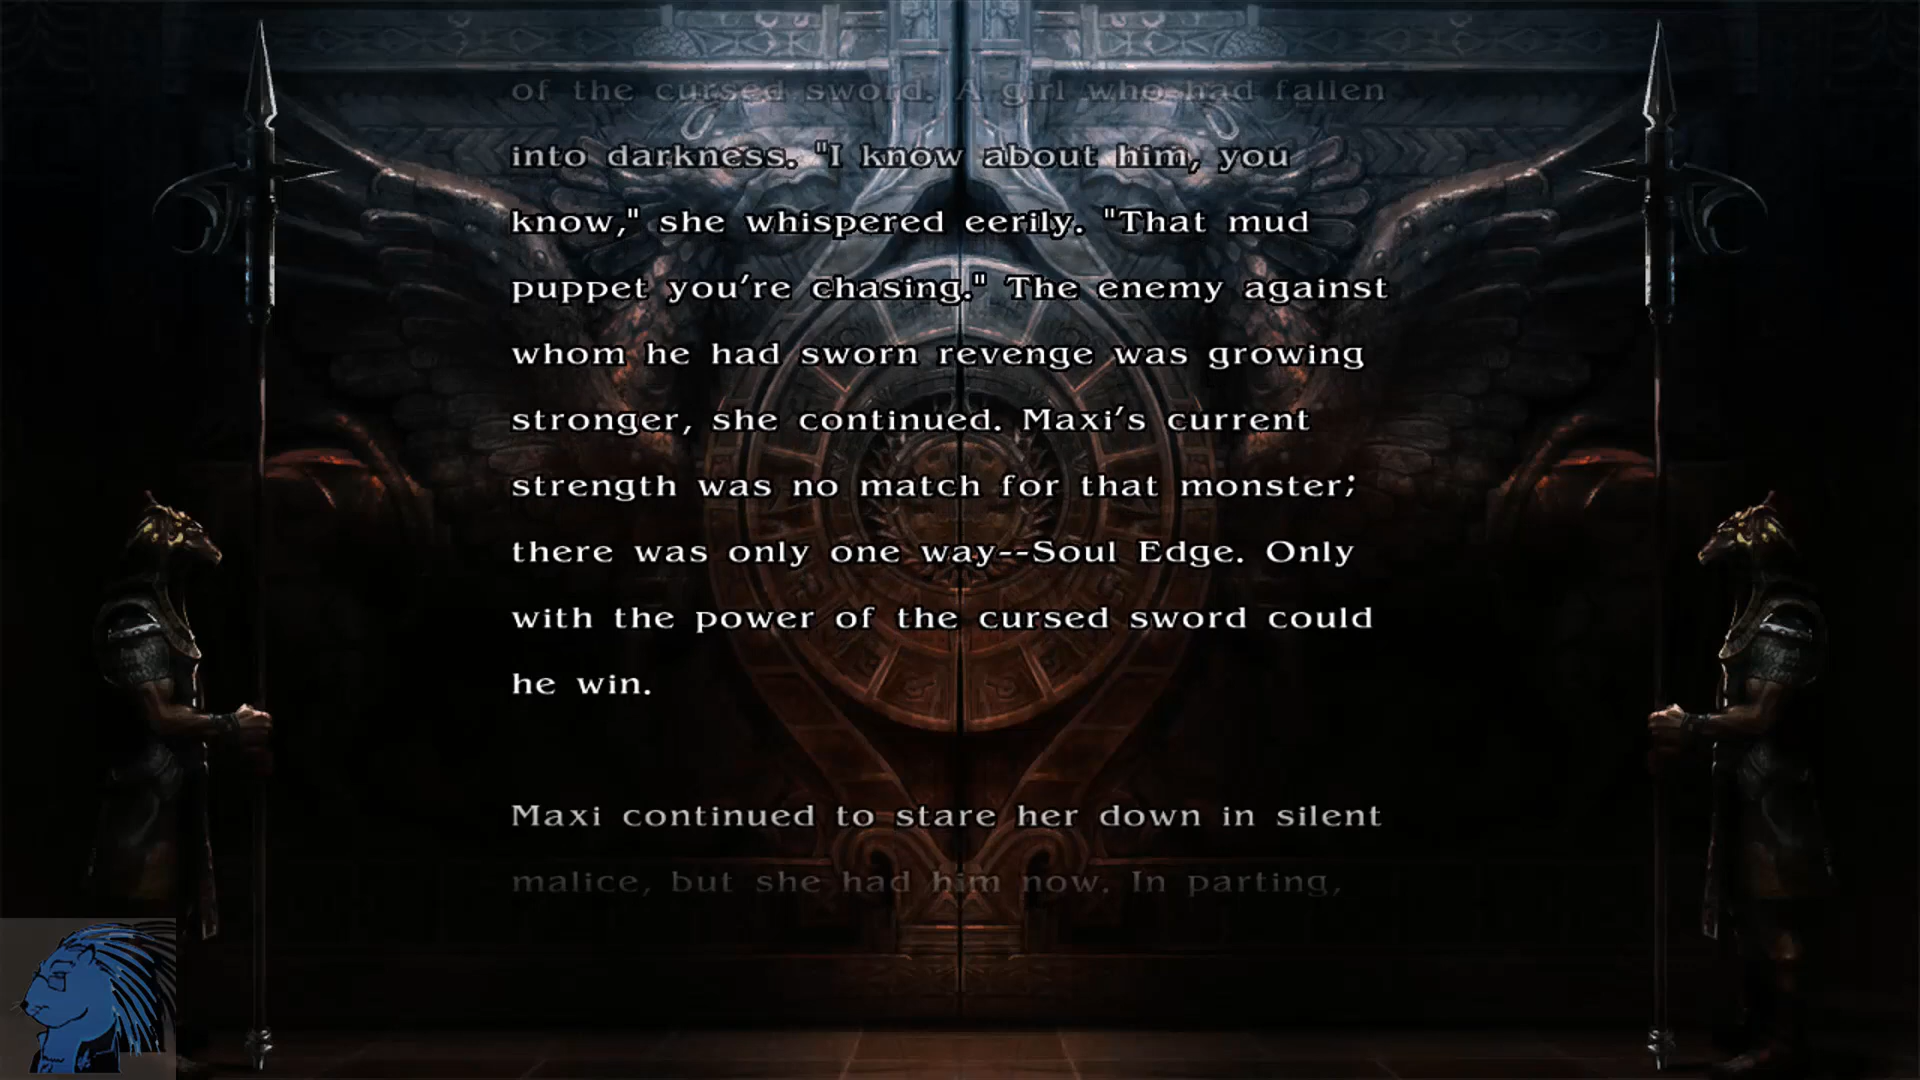 of the cursed sword. A girl who had fallen
into darkness. "I know about him, you
know," she whispered eerily. "That mud
puppet you're chasing." The enemy against
whom he had sworn revenge was growing
stronger, she continued. Maxi's current
strength was no match for that monster;
there was only one way--Soul Edge. Only
with the power of the cursed sword could
he win.
Maxi continued to stare her down in silent
malice, but she had him now. In parting,